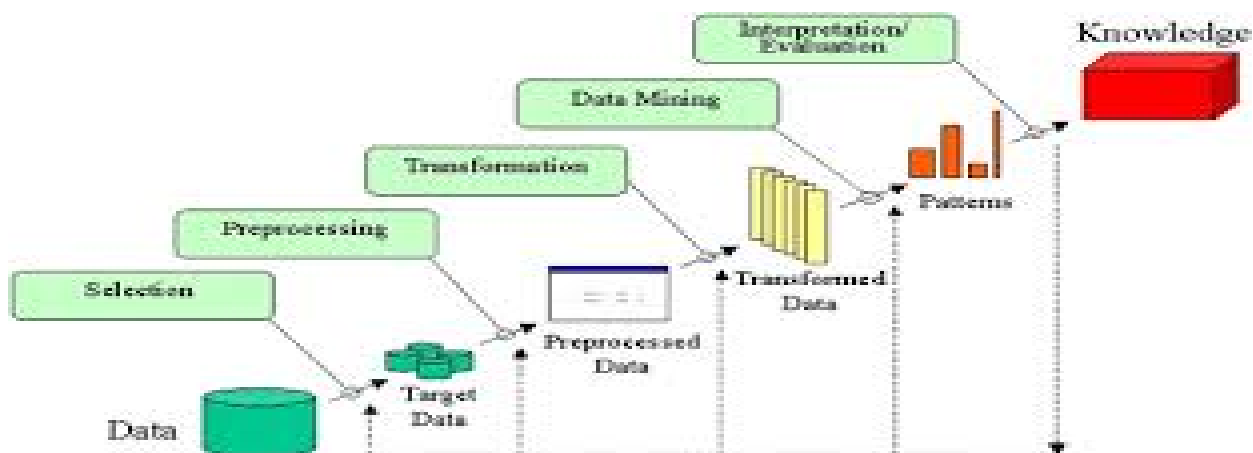 Interpretation/
Evaluation
Knowledge
Data Mining
Transformation
Patterns
Preprocessing
Transformed
Data
Selection
Preprocessed
Data
Target
Data
Data